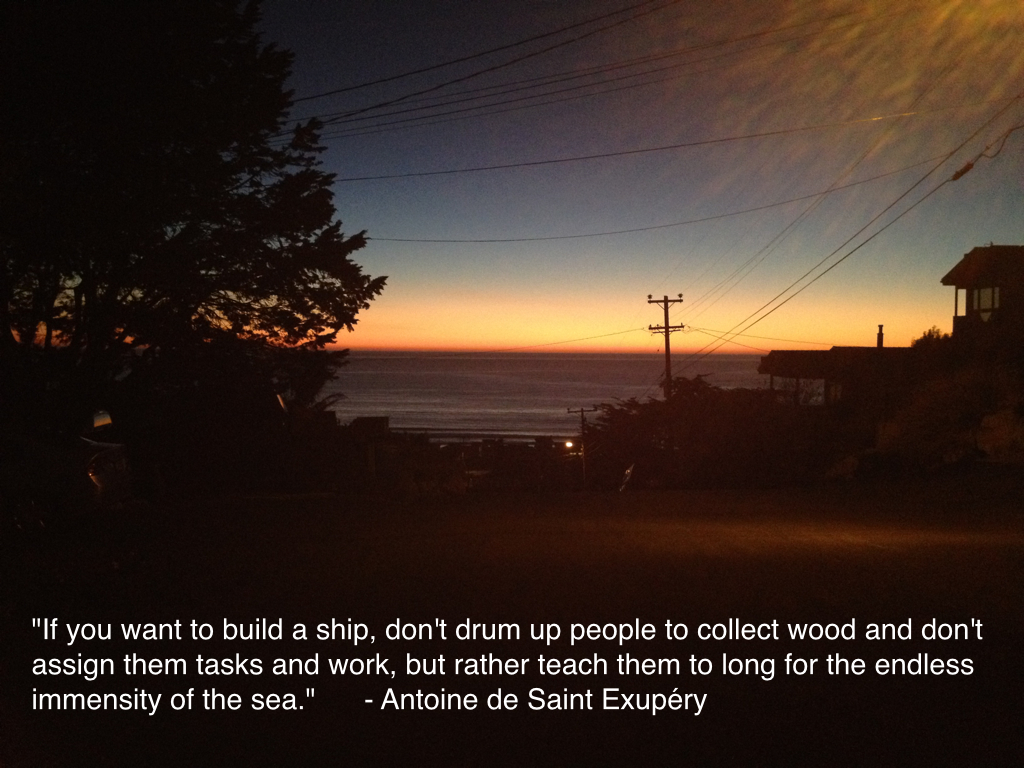 "If you want to build a ship, don't drum up people to collect wood and don't
assign them tasks and work, but rather teach them to long for the endless
immensity of the sea." - Antoine de Saint Exupéry